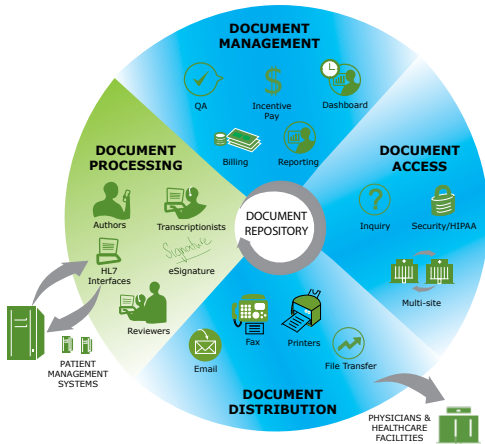 DOCUMENT
MANAGEMENT
QA
Incentive
Pay
Dashboard
Billing
Reporting
DOCUMENT
PROCESSING
Authors
Transcriptionists
HL7
Interfaces
Signature
eSignature
Reviewers
DOCUMENT
REPOSITORY
DOCUMENT
ACCESS
Inquiry
Security/HIPAA
Multi-site
Email
Fax
Printers
File Transfer
DOCUMENT
DISTRIBUTION
PATIENT
MANAGEMENT
SYSTEMS
PHYSICIANS &
HEALTHCARE
FACILITIES